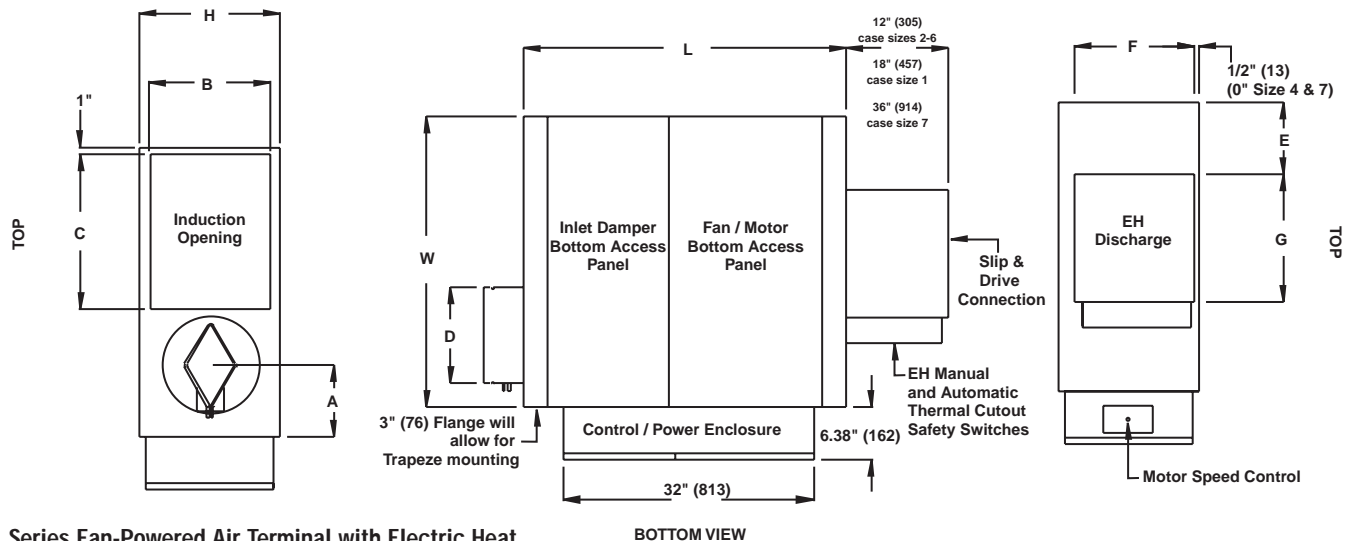 H
B
1"
C
TOP
Induction
Opening
A
L
12" (305)
case sizes 2-6
18" (457)
case size 1
36" (914)
case size 7
W
D
Inlet Damper
Bottom Access
Panel
Fan / Motor
Bottom Access
Panel
Slip &
Drive
Connection
EH Manual
and Automatic
Thermal Cutout
Safety Switches
3" (76) Flange will
allow for
Trapeze mounting
Control / Power Enclosure
6.38" (162)
32" (813)
F
1/2" (13)
(0" Size 4 & 7)
E
EH
Discharge
G
TOP
Motor Speed Control
Series Fan-Powered Air Terminal with Electric Heat
BOTTOM VIEW